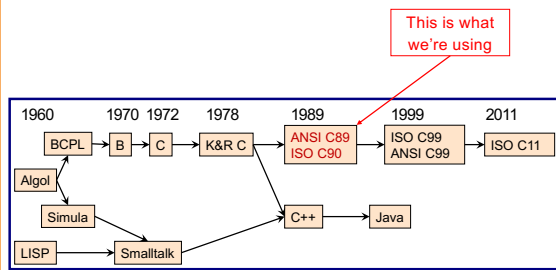 This is what
we're using
1960
1970
1972
1978
1989
1999
2011
BCPL
B
C
K&R C
ANSI C89
ISO C90
ISO C99
ANSI C99
ISO C11
Algol
Simula
C++
Java
LISP
Smalltalk